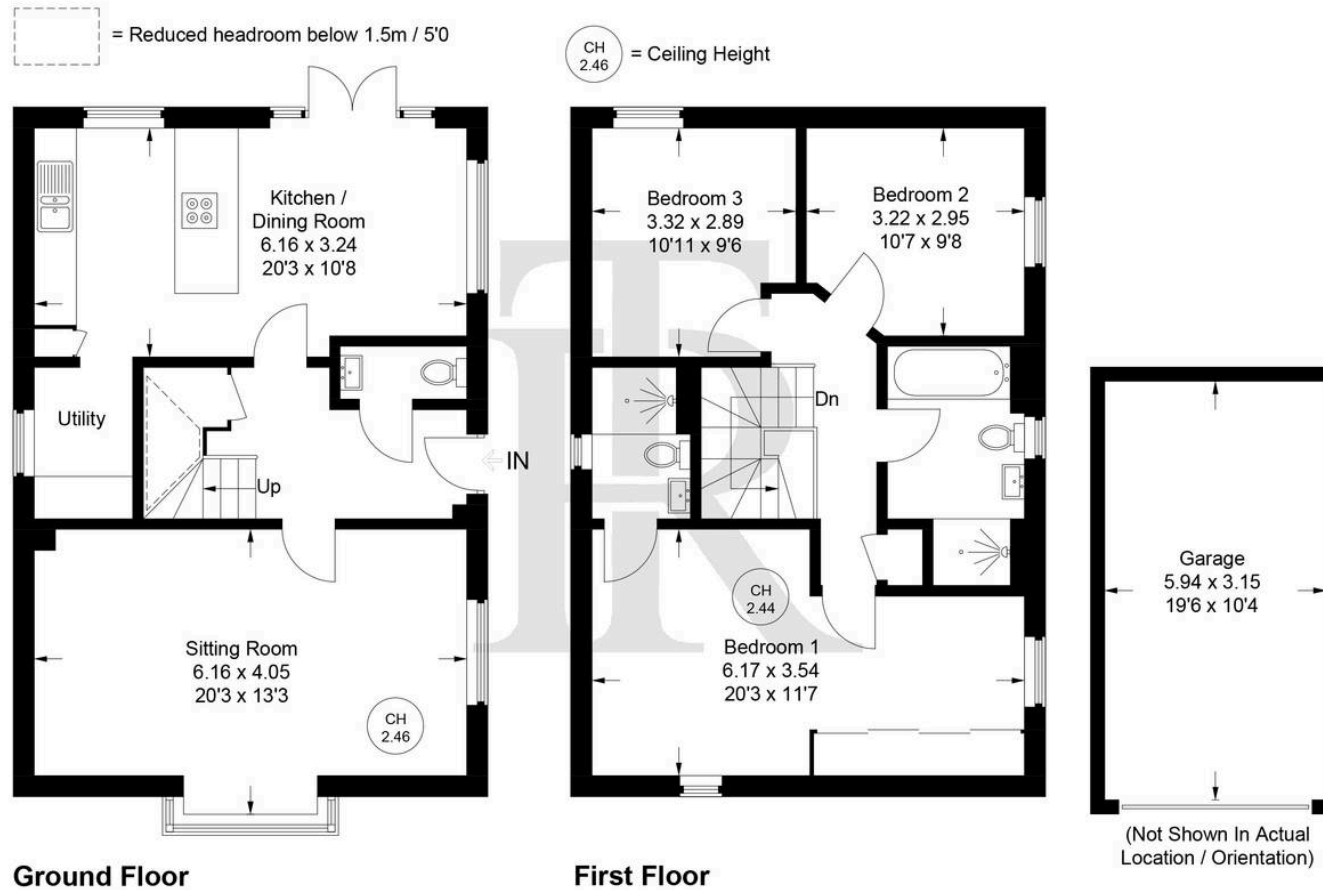 = Reduced headroom below 1.5m / 5'0
CH
2.46
= Ceiling Height
Kitchen /
Dining Room
6.16 x 3.24
20'3 x 10'8
Utility
Up
IN
Sitting Room
6.16 x 4.05
20'3 x 13'3
CH
2.46
Ground Floor
Bedroom 3
3.32 x 2.89
10'11 x 9'6
Bedroom 2
3.22 x 2.95
10'7 x 9'8
Dn
CH
2.44
Bedroom 1
6.17 x 3.54
20'3 x 11'7
First Floor
Garage
5.94 x 3.15
19'6 x 10'4
(Not Shown In Actual
Location / Orientation)
TR